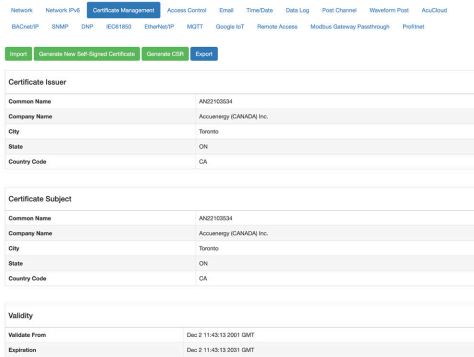 Network Network IPv6 Certificate Management Access Control Email Time/Date Data Log Post Channel Waveform Post AcuCloud
BACnet/IP SNMP DNP IEC61850 EtherNet/IP MQTT Google IoT Remote Access Modbus Gateway Passthrough Profitnet
Import Generate New Self-Signed Certificate Generate CSR Export
Certificate Issuer
Common Name AN22103534
Company Name Accuenergy (CANADA) Inc.
City Toronto
State ON
Country Code CA
Certificate Subject
Common Name AN22103534
Company Name Accuenergy (CANADA) Inc.
City Toronto
State ON
Country Code CA
Validity
Validate From Dec 2 11:43:13 2001 GMT
Expiration Dec 2 11:43:13 2031 GMT